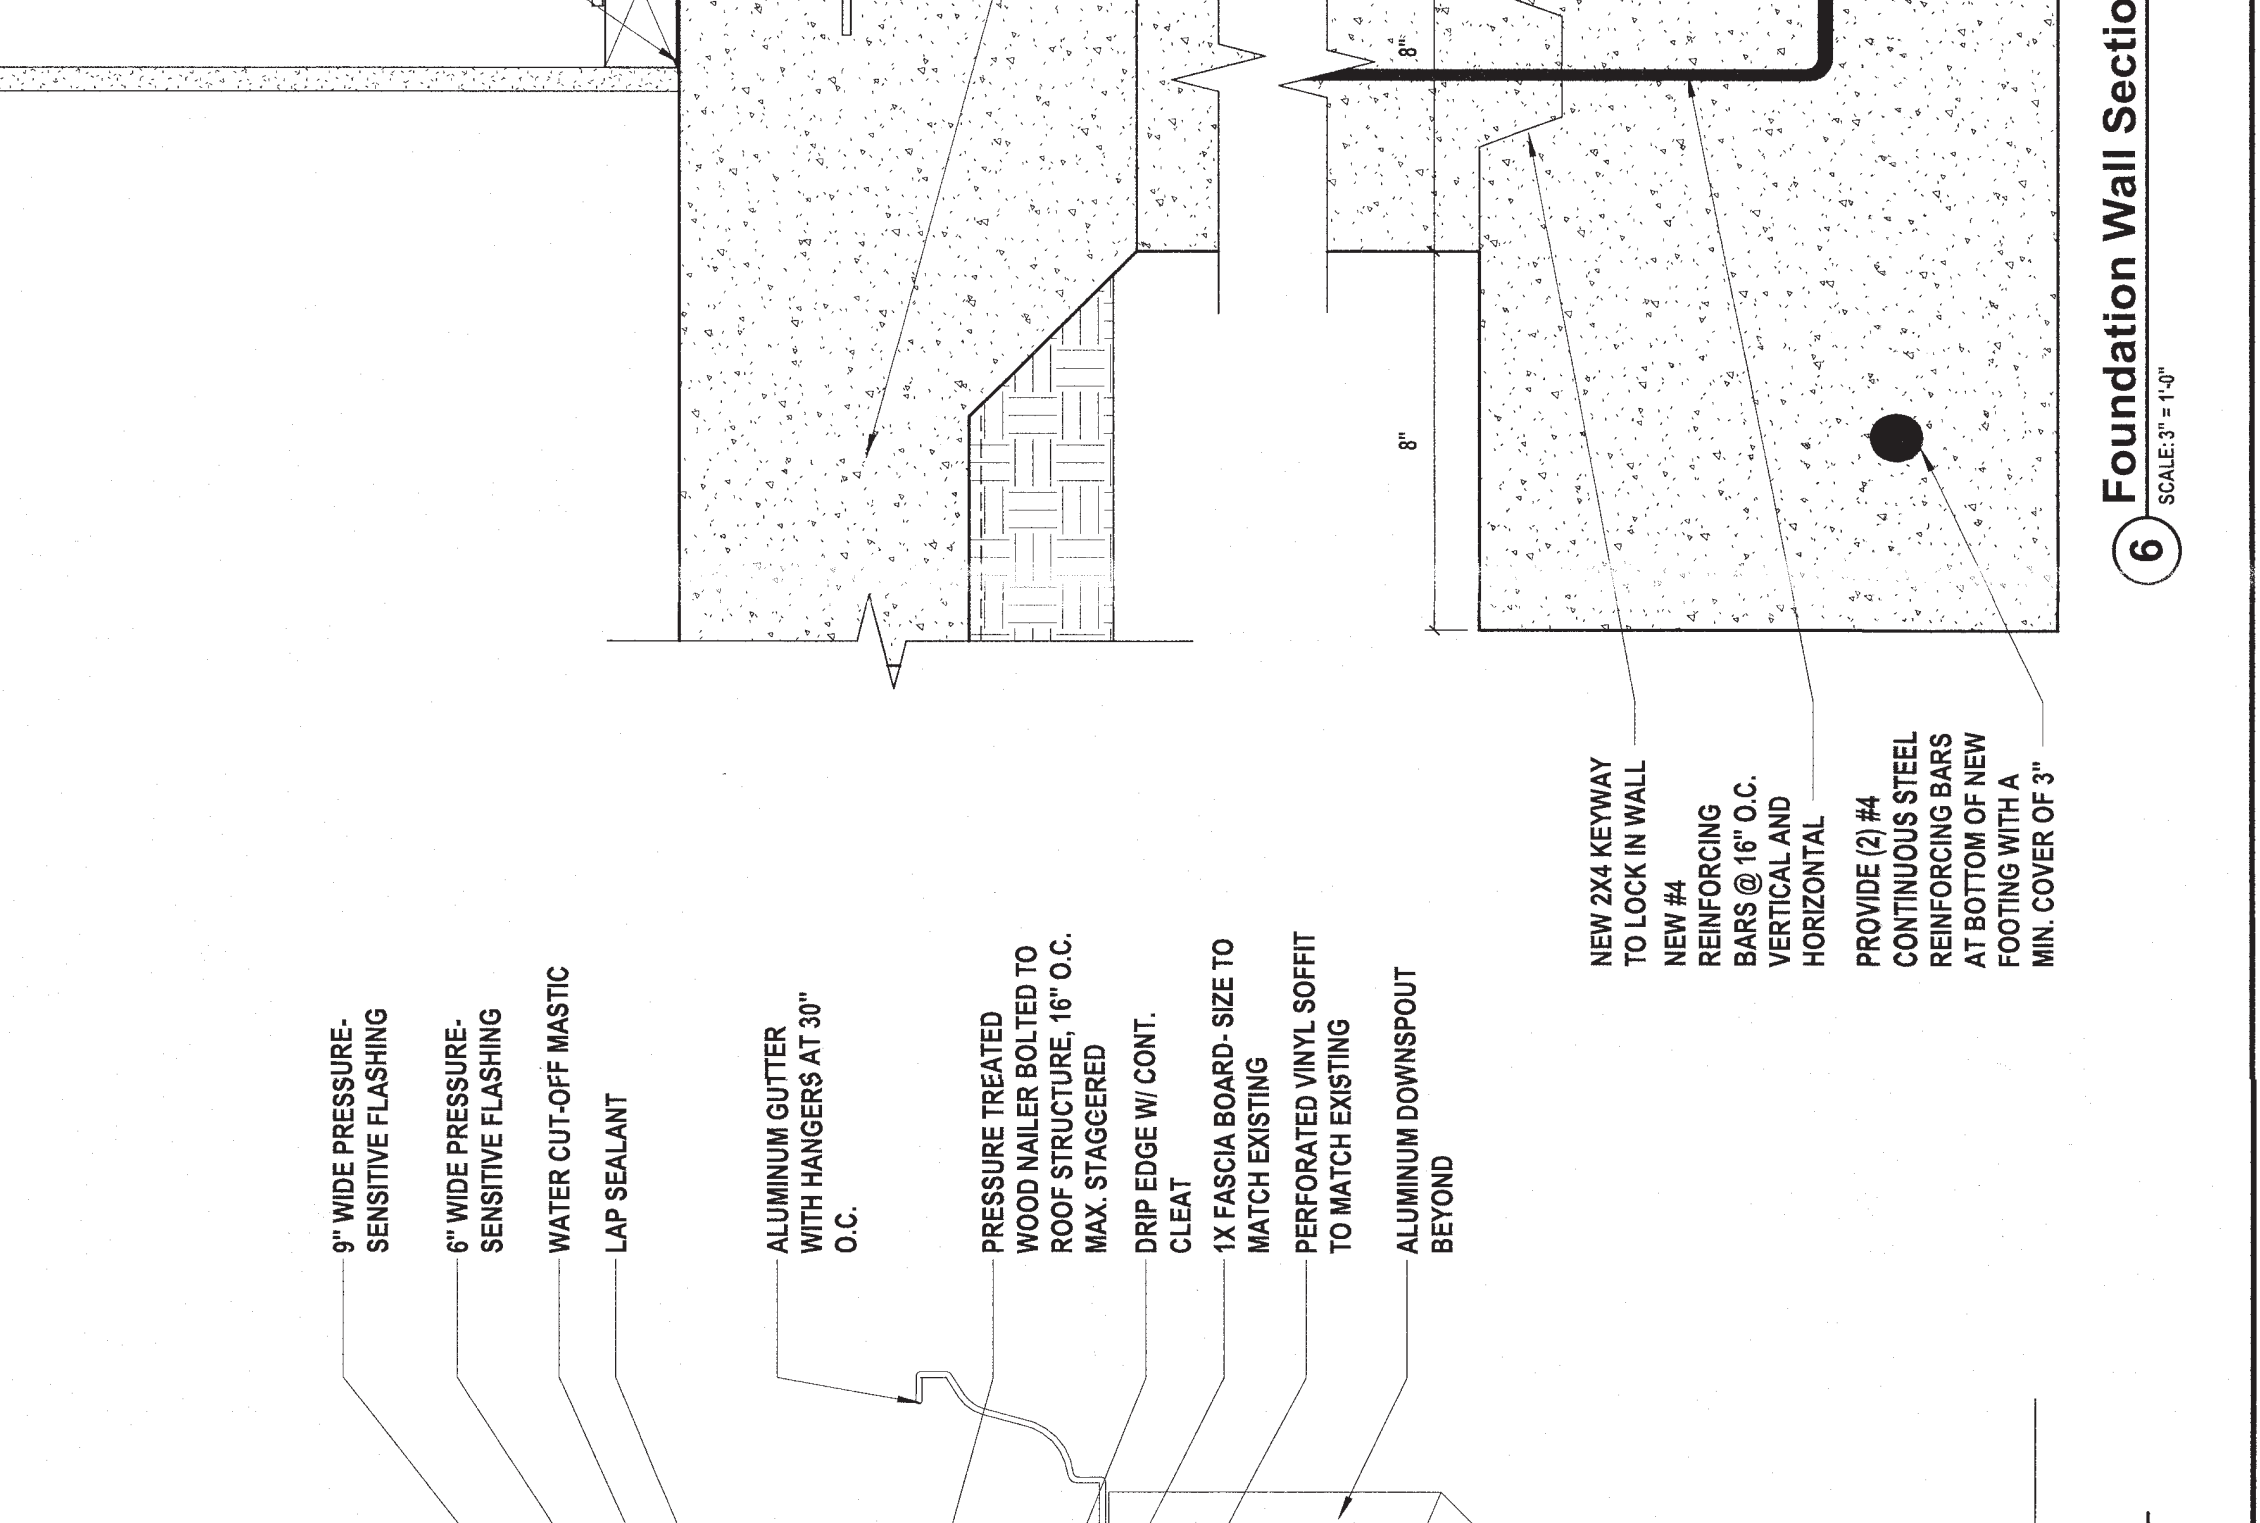 9" WIDE PRESSURE-
SENSITIVE FLASHING
6" WIDE PRESSURE-
SENSITIVE FLASHING
WATER CUT-OFF MASTIC
LAP SEALANT
ALUMINUM GUTTER
WITH HANGERS AT 30"
O.C.
PRESSURE TREATED
WOOD NAILER BOLTED TO
ROOF STRUCTURE, 16" O.C.
MAX. STAGGERED
DRIP EDGE W/ CONT.
CLEAT
1X FASCIA BOARD- SIZE TO
MATCH EXISTING
PERFORATED VINYL SOFFIT
TO MATCH EXISTING
ALUMINUM DOWNSPOUT
BEYOND
8"
8"
NEW 2X4 KEYWAY
TO LOCK IN WALL
NEW #4
REINFORCING
BARS @ 16" O.C.
VERTICAL AND
HORIZONTAL
PROVIDE (2) #4
CONTINUOUS STEEL
REINFORCING BARS
AT BOTTOM OF NEW
FOOTING WITH A
MIN. COVER OF 3"
6
Foundation Wall Sectio
SCALE: 3" = 1'-0"